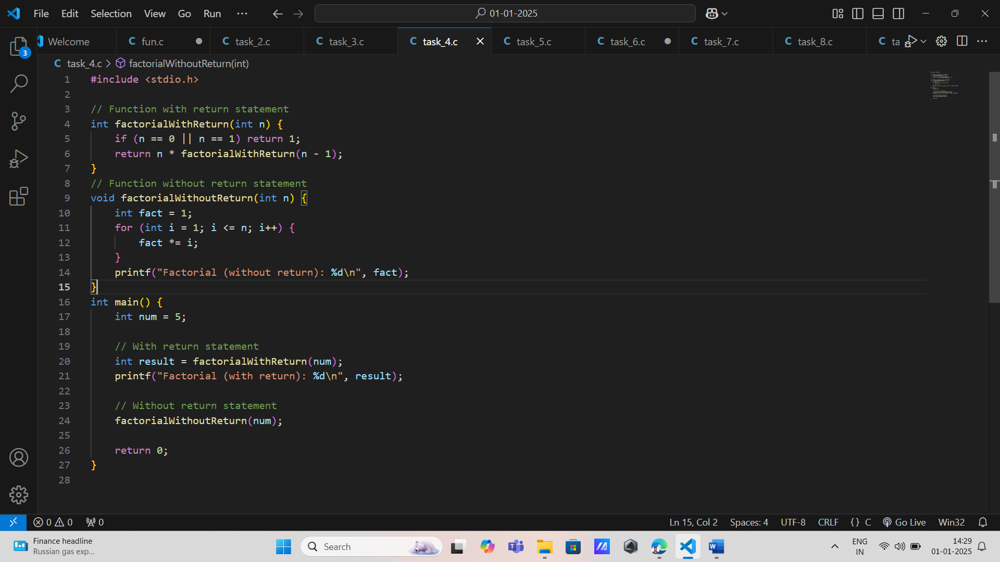 File Edit Selection View Go Run ··· 01-01-2025
Welcome fun.c task_2.c task_3.c task_4.c task_5.c task_6.c task_7.c task_8.c ta
C task_4.c > factorialWithoutReturn(int)
1 #include <stdio.h>
2
3 // Function with return statement
4 int factorialWithReturn(int n) {
5 if (n == 0 || n == 1) return 1;
6 return n * factorialWithReturn(n - 1);
7 }
8 // Function without return statement
9 void factorialWithoutReturn(int n) {
10 int fact = 1;
11 for (int i = 1; i <= n; i++) {
12 fact *= i;
13 }
14 printf("Factorial (without return): %d\n", fact);
15 }
16 int main() {
17 int num = 5;
18
19 // With return statement
20 int result = factorialWithReturn(num);
21 printf("Factorial (with return): %d\n", result);
22
23 // Without return statement
24 factorialWithoutReturn(num);
25
26 return 0;
27 }
28
3
0 0 0 Ln 15, Col 2 Spaces: 4 UTF-8 CRLF {} C Go Live Win32
Finance headline
Russian gas exp...
Search
ENG
IN
14:29
01-01-2025